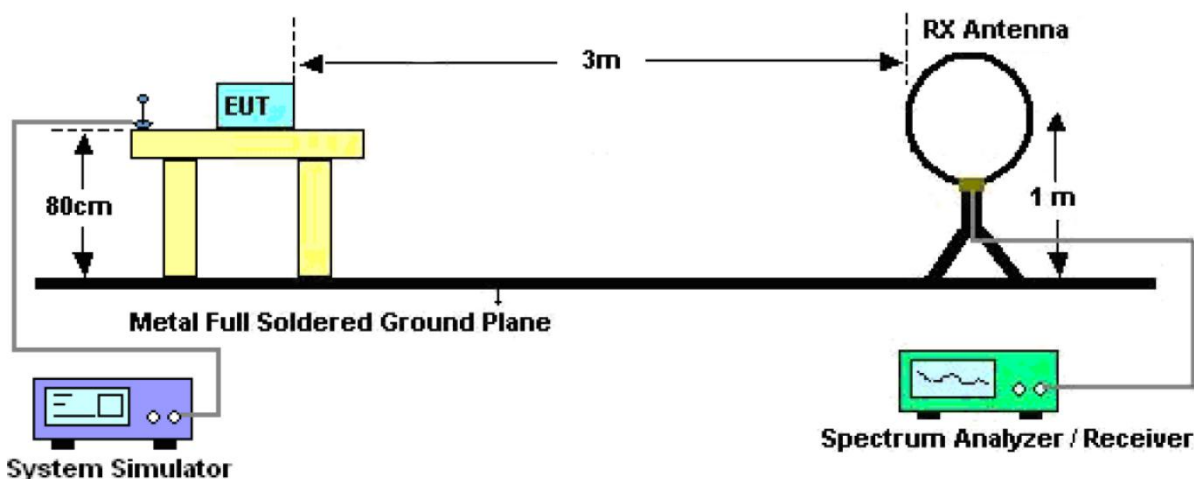 RX Antenna
3m
EUT
80cm
1 m
Metal Full Soldered Ground Plane
System Simulator
Spectrum Analyzer / Receiver